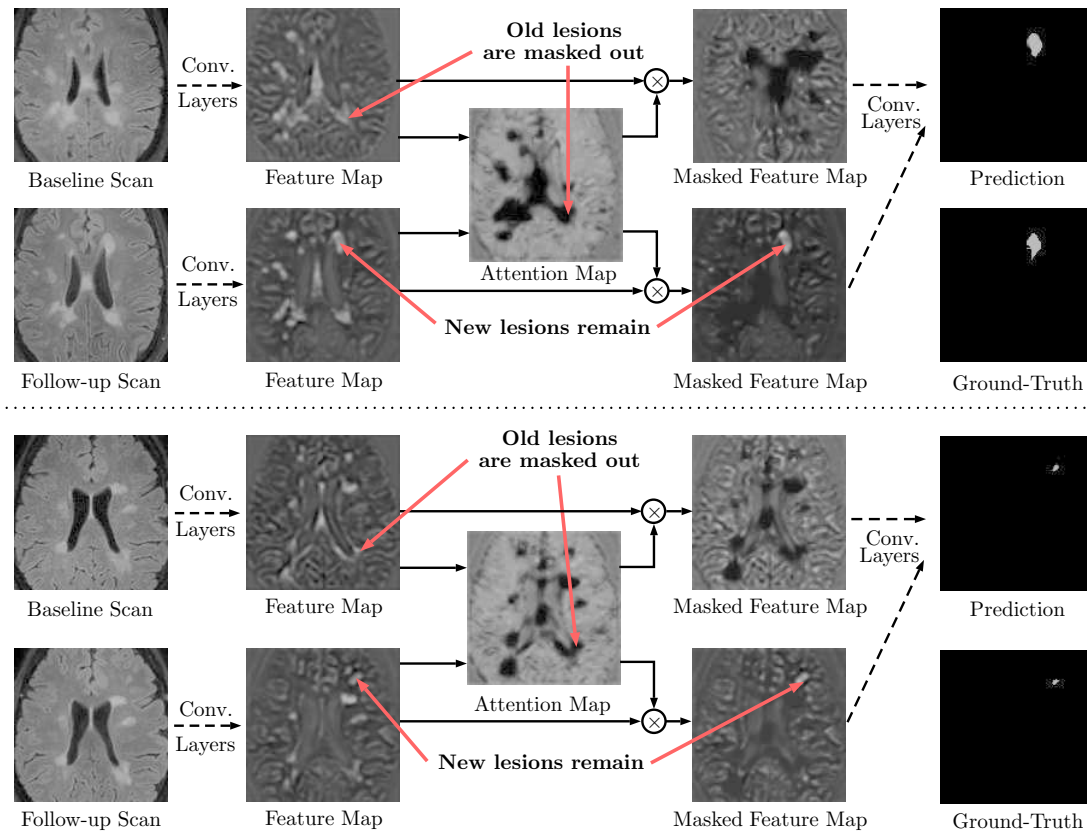 Old lesions
are masked out
Conv.
Layers
Conv.
Layers
Baseline Scan
Feature Map
Masked Feature Map
Prediction
Attention Map
Conv.
Layers
New lesions remain
Follow-up Scan
Feature Map
Masked Feature Map
Ground-Truth
Old lesions
are masked out
Conv.
Layers
Conv.
Layers
Baseline Scan
Feature Map
Masked Feature Map
Prediction
Attention Map
Conv.
Layers
New lesions remain
Follow-up Scan
Feature Map
Masked Feature Map
Ground-Truth